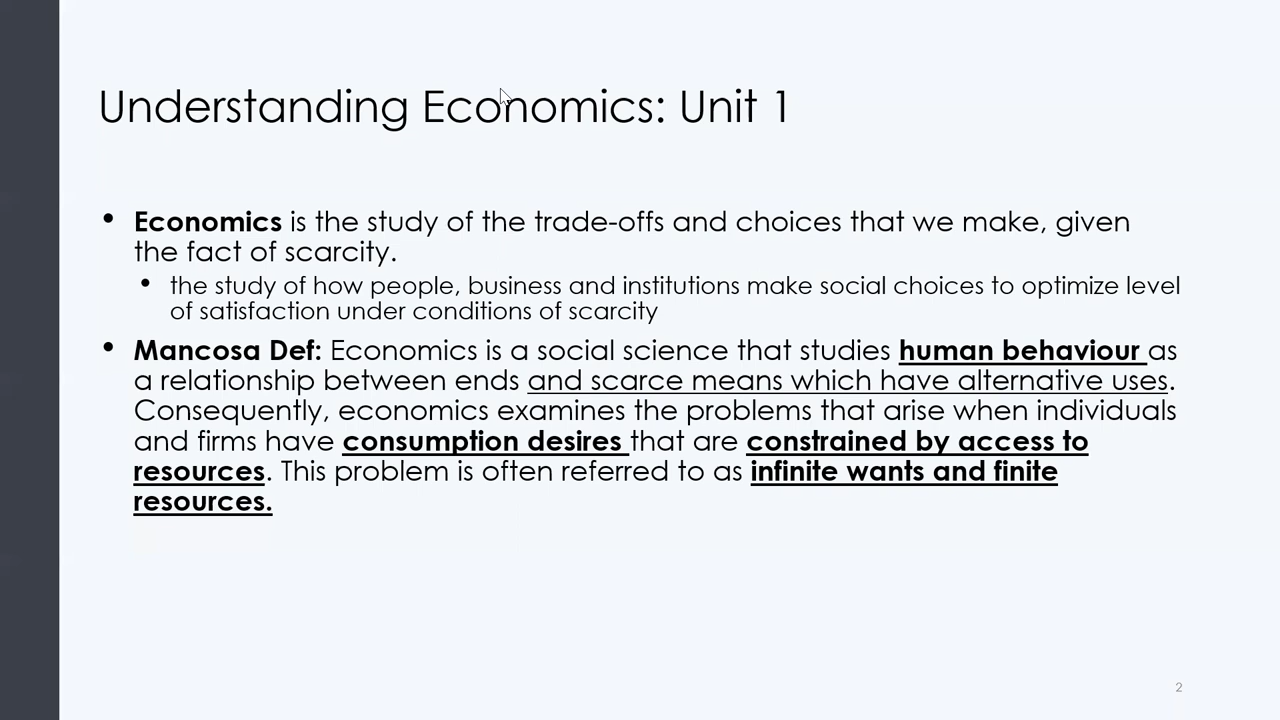 Understanding Economics: Unit 1
• Economics is the study of the trade-offs and choices that we make, given
the fact of scarcity.
• the study of how people, business and institutions make social choices to optimize level
of satisfaction under conditions of scarcity
• Mancosa Def: Economics is a social science that studies human behaviour as
a relationship between ends and scarce means which have alternative uses.
Consequently, economics examines the problems that arise when individuals
and firms have consumption desires that are constrained by access to
resources. This problem is often referred to as infinite wants and finite
resources.
2